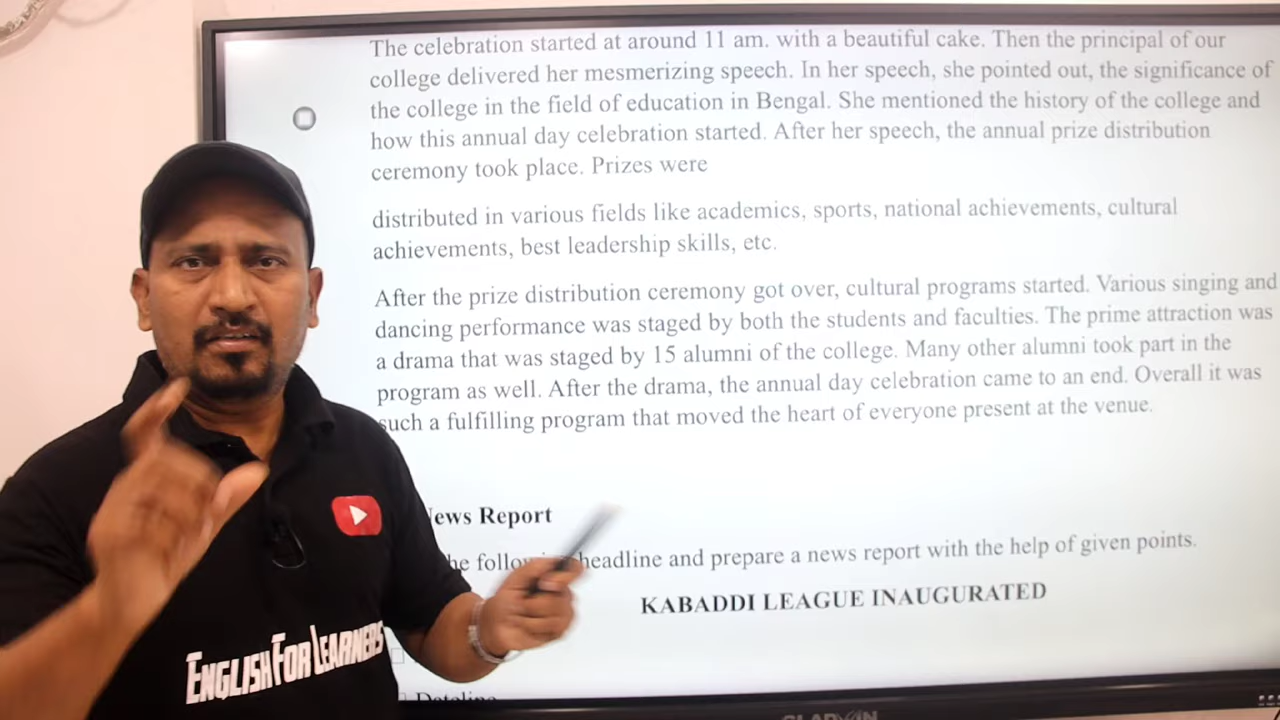 The celebration started at around 11 am. with a beautiful cake. Then the principal of our
college delivered her mesmerizing speech. In her speech, she pointed out, the significance of
the college in the field of education in Bengal. She mentioned the history of the college and
how this annual day celebration started. After her speech, the annual prize distribution
ceremony took place. Prizes were
distributed in various fields like academics, sports, national achievements, cultural
achievements, best leadership skills, etc.
After the prize distribution ceremony got over, cultural programs started. Various singing and
dancing performance was staged by both the students and faculties. The prime attraction was
a drama that was staged by 15 alumni of the college. Many other alumni took part in the
program as well. After the drama, the annual day celebration came to an end. Overall it was
such a fulfilling program that moved the heart of everyone present at the venue.
ews Report
he following headline and prepare a news report with the help of given points.
KABADDI LEAGUE INAUGURATED
Dateline
ENGLISH FOR LEARNERS